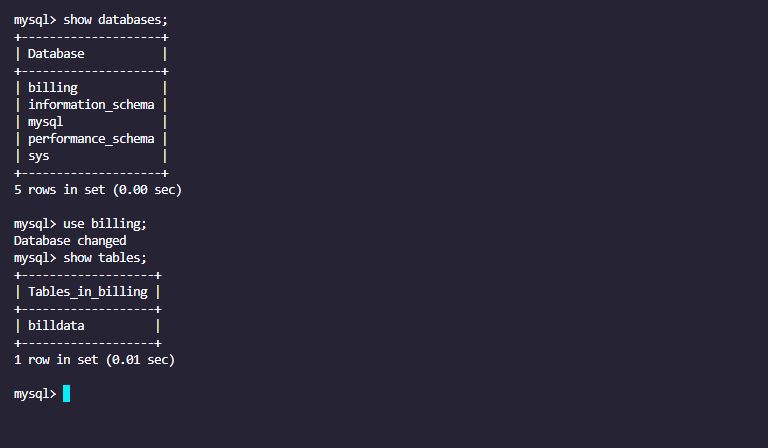 mysql> show databases;
+--------------------+
| Database           |
+--------------------+
| billing            |
| information_schema |
| mysql              |
| performance_schema |
| sys                |
+--------------------+
5 rows in set (0.00 sec)

mysql> use billing;
Database changed
mysql> show tables;
+-------------------+
| Tables_in_billing |
+-------------------+
| billdata          |
+-------------------+
1 row in set (0.01 sec)

mysql>